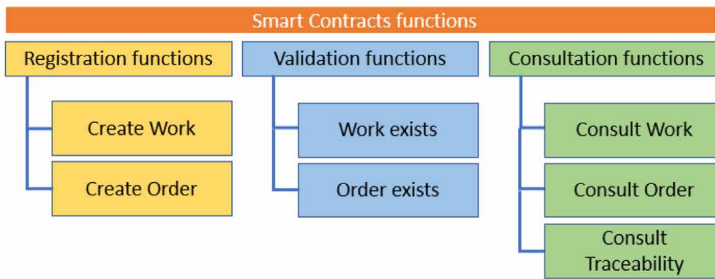 Smart Contracts functions
Registration functions
Validation functions
Consultation functions
Create Work
Work exists
Consult Work
Create Order
Order exists
Consult Order
Consult
Traceability